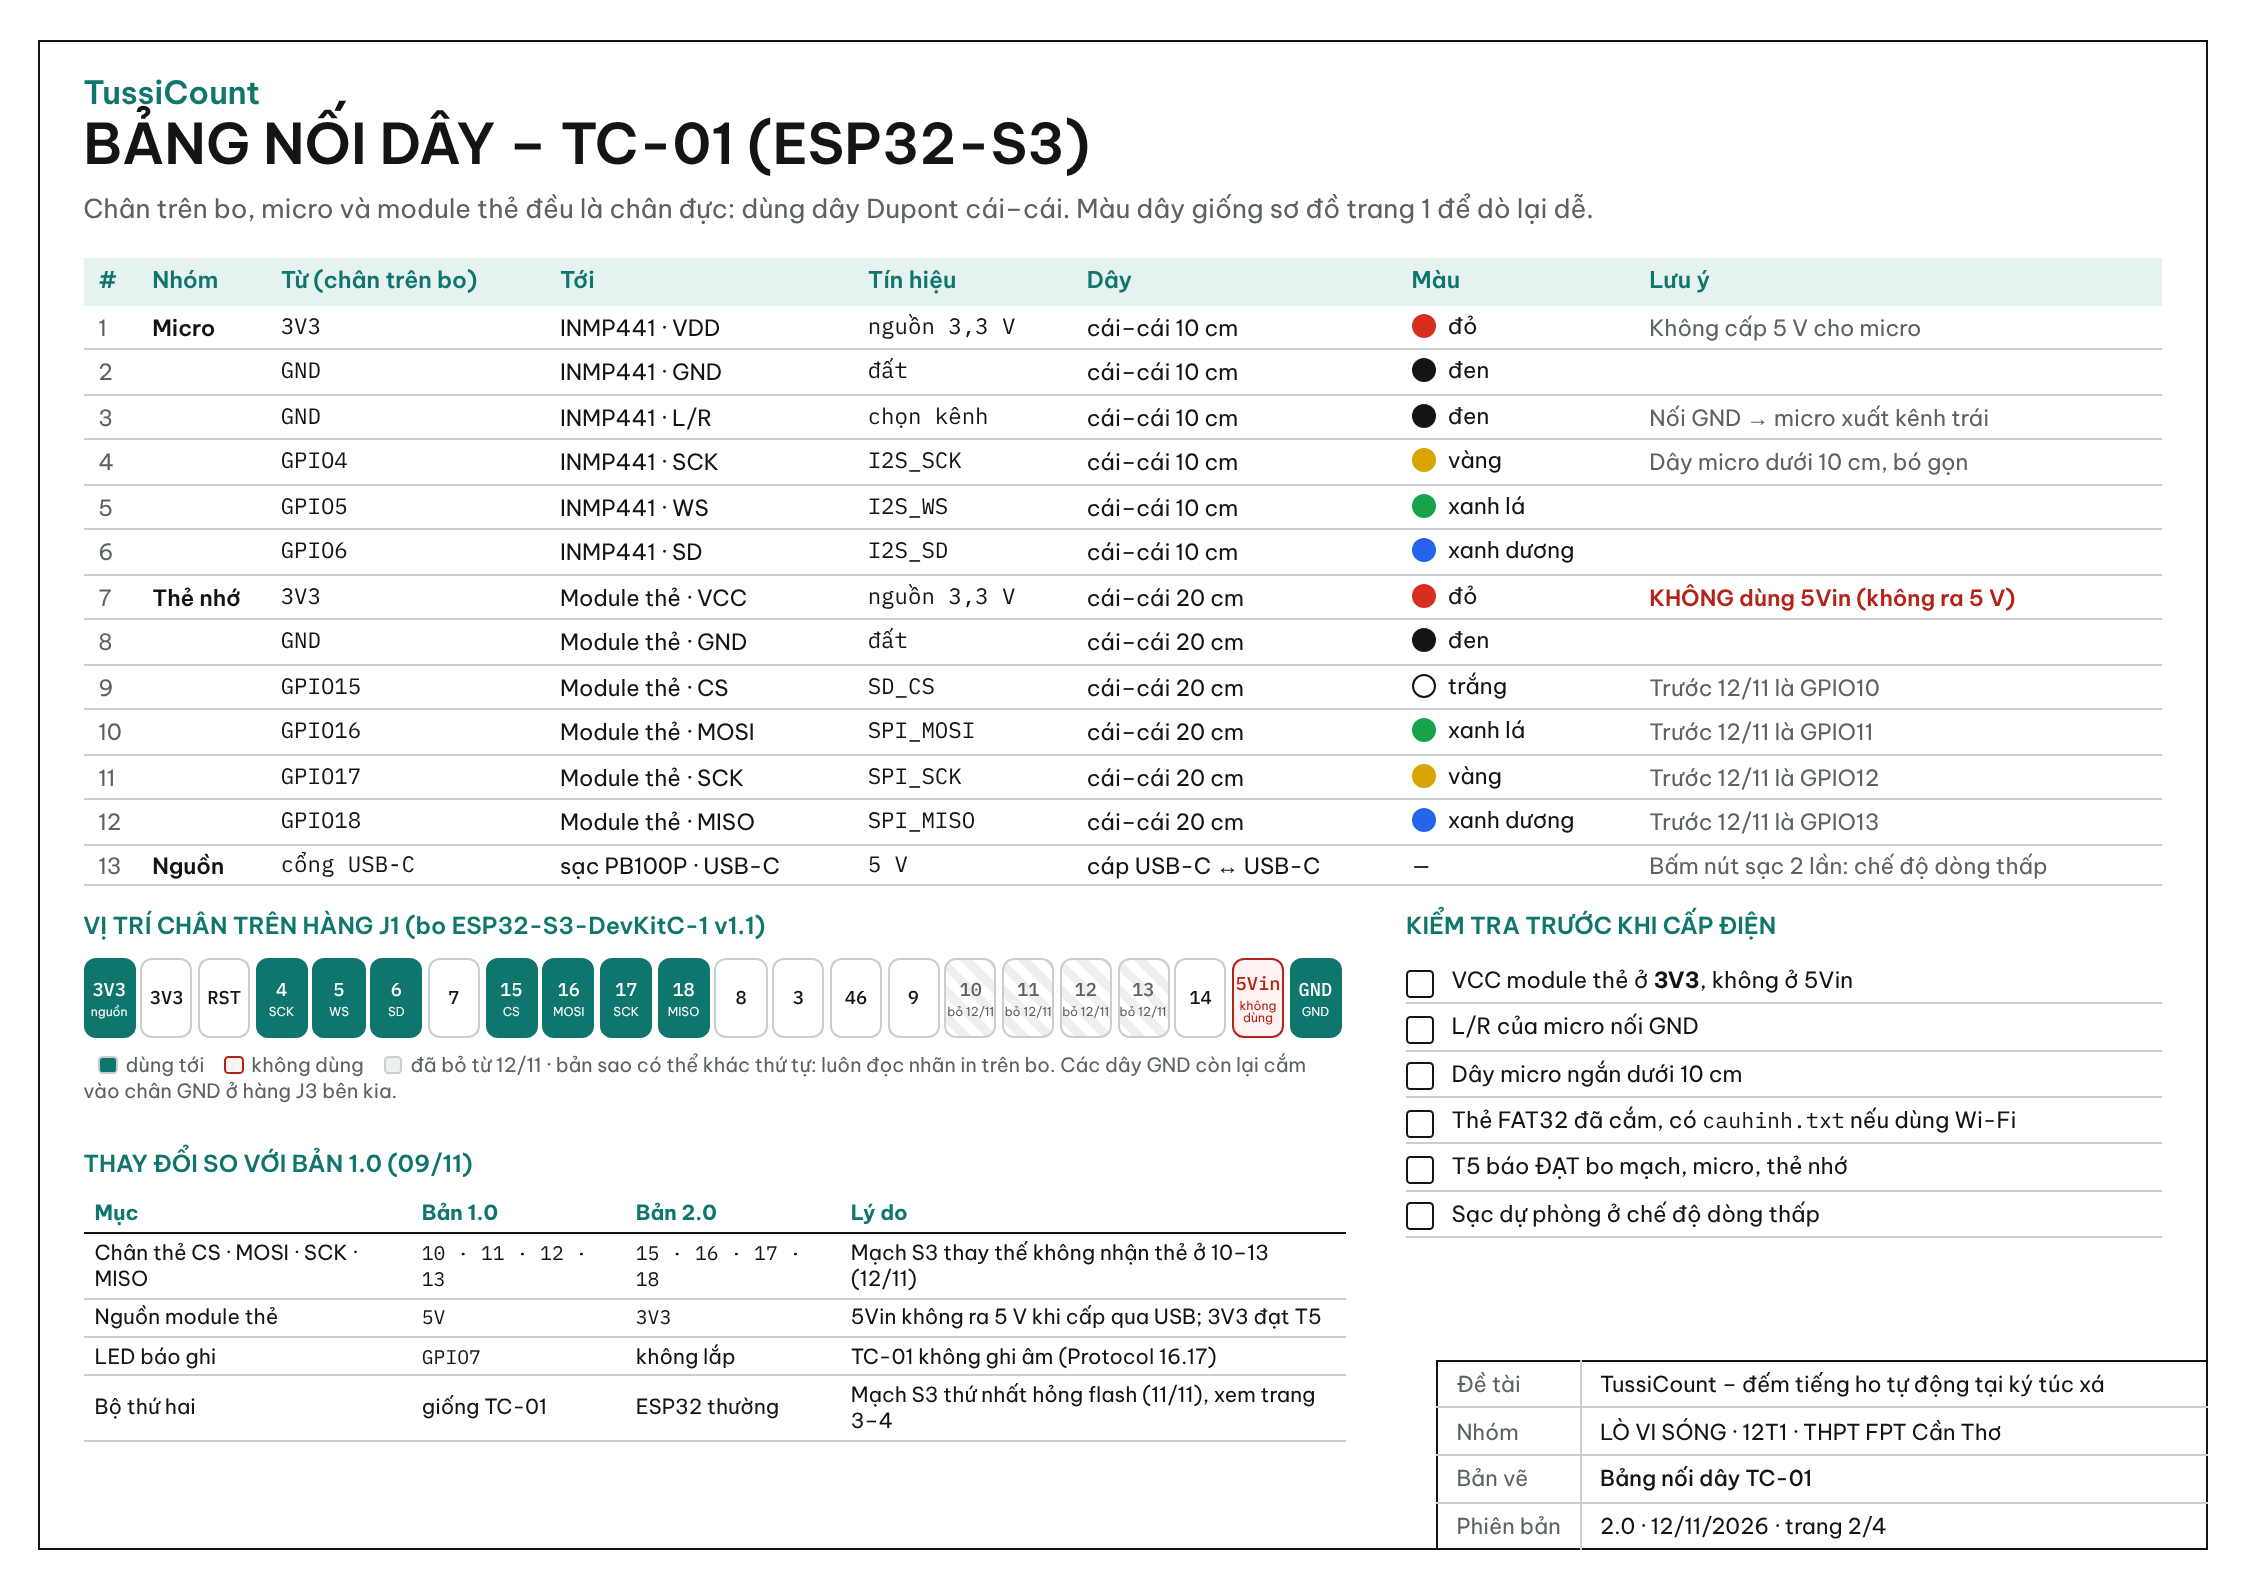 TussiCount
BẢNG NỐI DÂY – TC-01 (ESP32-S3)
Chân trên bo, micro và module thẻ đều là chân đực: dùng dây Dupont cái–cái. Màu dây giống sơ đồ trang 1 để dò lại dễ.
# Nhóm Từ (chân trên bo) Tới Tín hiệu Dây Màu Lưu ý
1 Micro 3V3 INMP441 · VDD nguồn 3,3 V cái–cái 10 cm đỏ Không cấp 5 V cho micro
2 GND INMP441 · GND đất cái–cái 10 cm đen
3 GND INMP441 · L/R chọn kênh cái–cái 10 cm đen Nối GND → micro xuất kênh trái
4 GPIO4 INMP441 · SCK I2S_SCK cái–cái 10 cm vàng Dây micro dưới 10 cm, bó gọn
5 GPIO5 INMP441 · WS I2S_WS cái–cái 10 cm xanh lá
6 GPIO6 INMP441 · SD I2S_SD cái–cái 10 cm xanh dương
7 Thẻ nhớ 3V3 Module thẻ · VCC nguồn 3,3 V cái–cái 20 cm đỏ KHÔNG dùng 5Vin (không ra 5 V)
8 GND Module thẻ · GND đất cái–cái 20 cm đen
9 GPIO15 Module thẻ · CS SD_CS cái–cái 20 cm trắng Trước 12/11 là GPIO10
10 GPIO16 Module thẻ · MOSI SPI_MOSI cái–cái 20 cm xanh lá Trước 12/11 là GPIO11
11 GPIO17 Module thẻ · SCK SPI_SCK cái–cái 20 cm vàng Trước 12/11 là GPIO12
12 GPIO18 Module thẻ · MISO SPI_MISO cái–cái 20 cm xanh dương Trước 12/11 là GPIO13
13 Nguồn cổng USB-C sạc PB100P · USB-C 5 V cáp USB-C ↔ USB-C — Bấm nút sạc 2 lần: chế độ dòng thấp
VỊ TRÍ CHÂN TRÊN HÀNG J1 (bo ESP32-S3-DevKitC-1 v1.1)
3V3 3V3 RST 4 5 6 7 15 16 17 18 8 3 46 9 10 11 12 13 14 5Vin GND
nguồn SCK WS SD CS MOSI SCK MISO bỏ 12/11 bỏ 12/11 bỏ 12/11 bỏ 12/11 không dùng GND
dùng tới không dùng đã bỏ từ 12/11 · bản sao có thể khác thứ tự: luôn đọc nhãn in trên bo. Các dây GND còn lại cắm
vào chân GND ở hàng J3 bên kia.
THAY ĐỔI SO VỚI BẢN 1.0 (09/11)
Mục Bản 1.0 Bản 2.0 Lý do
Chân thẻ CS · MOSI · SCK · 10 · 11 · 12 · 15 · 16 · 17 · Mạch S3 thay thế không nhận thẻ ở 10–13
MISO 13 18 (12/11)
Nguồn module thẻ 5V 3V3 5Vin không ra 5 V khi cấp qua USB; 3V3 đạt T5
LED báo ghi GPIO7 không lắp TC-01 không ghi âm (Protocol 16.17)
Bộ thứ hai giống TC-01 ESP32 thường Mạch S3 thứ nhất hỏng flash (11/11), xem trang
3–4
KIỂM TRA TRƯỚC KHI CẤP ĐIỆN
VCC module thẻ ở 3V3, không ở 5Vin
L/R của micro nối GND
Dây micro ngắn dưới 10 cm
Thẻ FAT32 đã cắm, có cauhinh.txt nếu dùng Wi-Fi
T5 báo ĐẠT bo mạch, micro, thẻ nhớ
Sạc dự phòng ở chế độ dòng thấp
Đề tài TussiCount – đếm tiếng ho tự động tại ký túc xá
Nhóm LÒ VI SÓNG · 12T1 · THPT FPT Cần Thơ
Bản vẽ Bảng nối dây TC-01
Phiên bản 2.0 · 12/11/2026 · trang 2/4